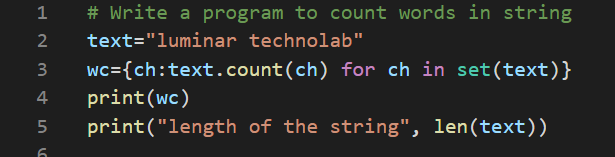 1 # Write a program to count words in string
2 text="luminar technolab"
3 wc={ch:text.count(ch) for ch in set(text)}
4 print(wc)
5 print("length of the string", len(text))
6